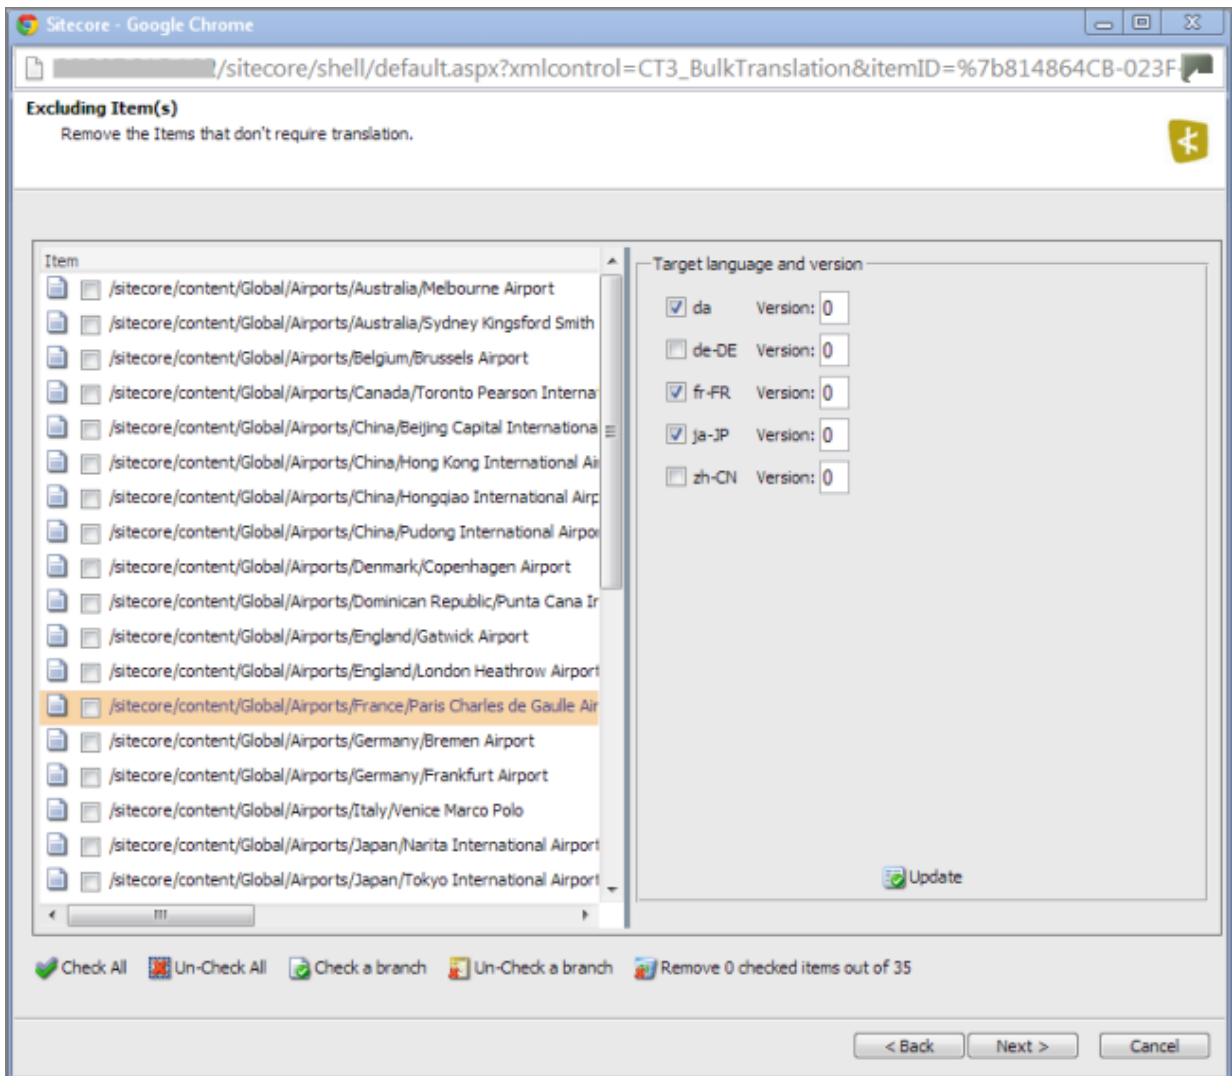 Sitecore - Google Chrome
/sitecore/shell/default.aspx?xmlcontrol=CT3_BulkTranslation&itemID=%7b814864CB-023F-
Excluding Item(s)
Remove the Items that don't require translation.
Item
/sitecore/content/Global/Airports/Australia/Melbourne Airport
/sitecore/content/Global/Airports/Australia/Sydney Kingsford Smith
/sitecore/content/Global/Airports/Belgium/Brussels Airport
/sitecore/content/Global/Airports/Canada/Toronto Pearson Interna
/sitecore/content/Global/Airports/China/Beijing Capital Internationa
/sitecore/content/Global/Airports/China/Hong Kong International Air
/sitecore/content/Global/Airports/China/Hongqiao International Airp
/sitecore/content/Global/Airports/China/Pudong International Airpor
/sitecore/content/Global/Airports/Denmark/Copenhagen Airport
/sitecore/content/Global/Airports/Dominican Republic/Punta Cana Ir
/sitecore/content/Global/Airports/England/Gatwick Airport
/sitecore/content/Global/Airports/England/London Heathrow Airport
/sitecore/content/Global/Airports/France/Paris Charles de Gaulle Air
/sitecore/content/Global/Airports/Germany/Bremen Airport
/sitecore/content/Global/Airports/Germany/Frankfurt Airport
/sitecore/content/Global/Airports/Italy/Venice Marco Polo
/sitecore/content/Global/Airports/Japan/Narita International Airport
/sitecore/content/Global/Airports/Japan/Tokyo International Airport
Target language and version
da Version: 0
de-DE Version: 0
fr-FR Version: 0
ja-JP Version: 0
zh-CN Version: 0
Update
Check All Un-Check All Check a branch Un-Check a branch Remove 0 checked items out of 35
< Back Next > Cancel